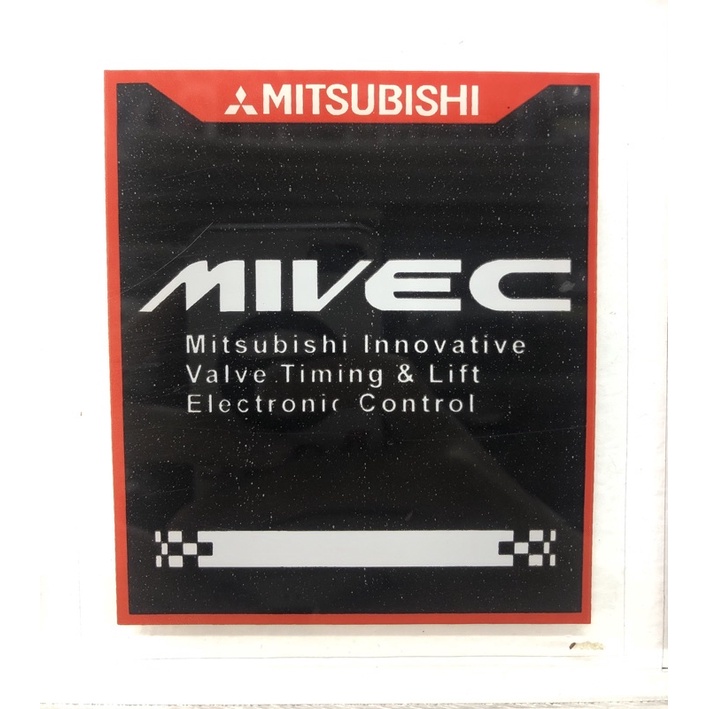 MITSUBISHI
MIVEC
Mitsubishi Innovative
Valve Timing & Lift
Electronic Control